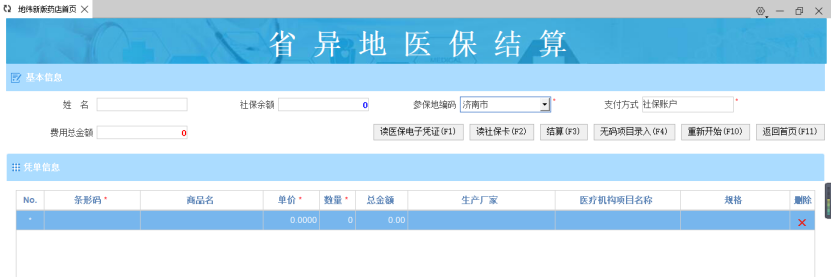 地纬新版药店首页
省异地医保结算
基本信息
姓 名 社保余额 0 参保地编码 济南市 * 支付方式 社保账户 *
费用总金额 0 读医保电子凭证(F1) 读社保卡(F2) 结算(F3) 无码项目录入(F4) 重新开始(F10) 返回首页(F11)
凭单信息
No. 条形码 * 商品名 单价 * 数量 * 总金额 生产厂家 医疗机构项目名称 规格 删除
* 0.0000 0 0.00